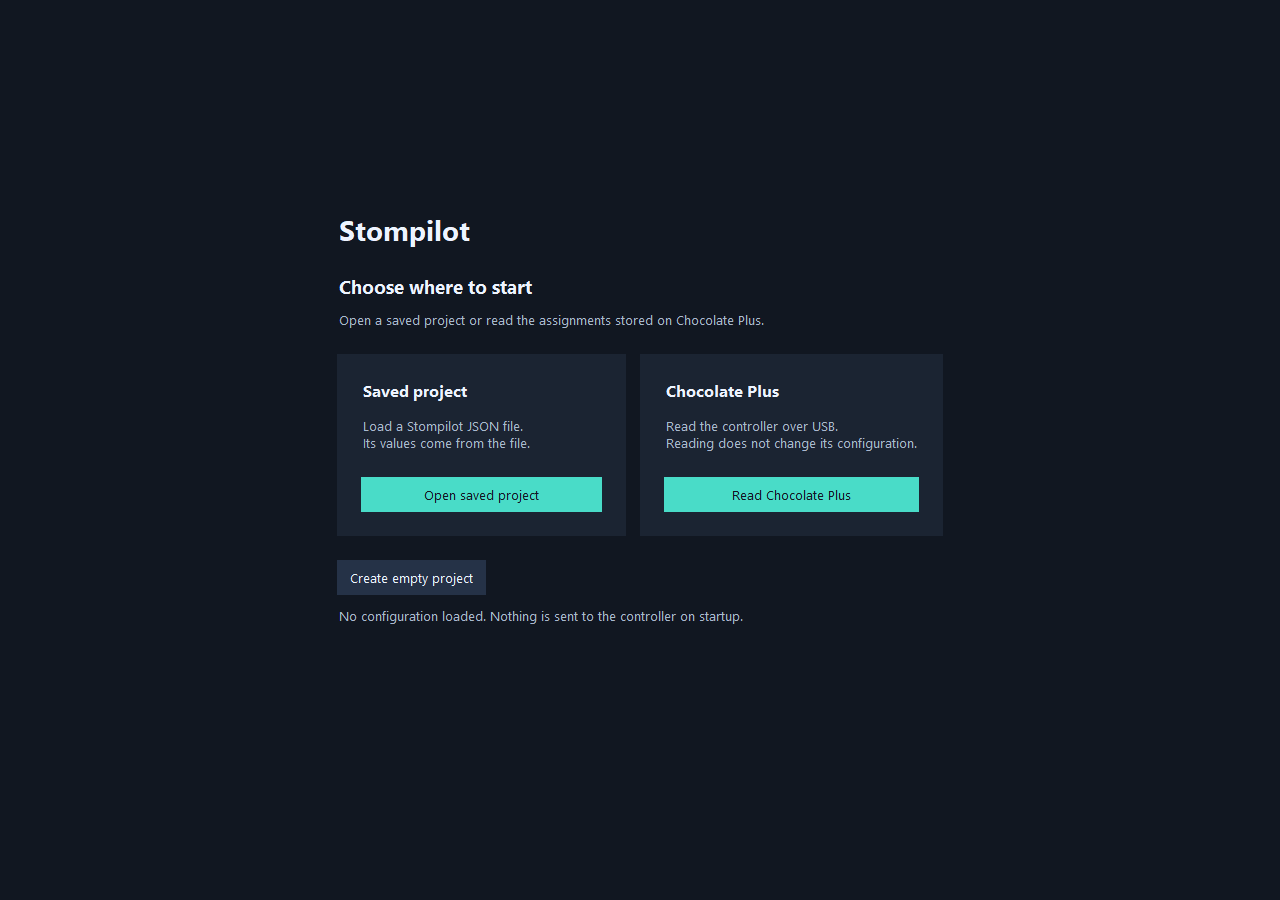 Stompilot
Choose where to start
Open a saved project or read the assignments stored on Chocolate Plus.
Saved project
Load a Stompilot JSON file.
Its values come from the file.
Open saved project
Chocolate Plus
Read the controller over USB.
Reading does not change its configuration.
Read Chocolate Plus
Create empty project
No configuration loaded. Nothing is sent to the controller on startup.